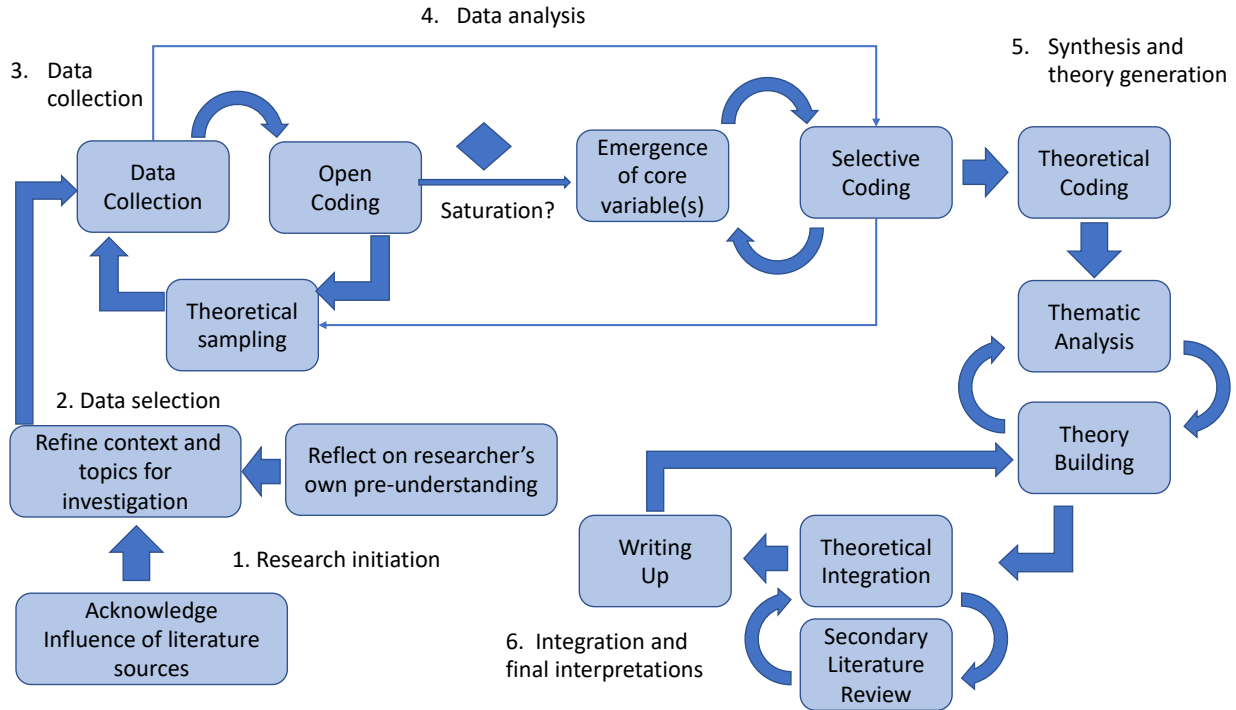 4. Data analysis
3. Data
collection
5. Synthesis and
theory generation
Data
Collection
Open
Coding
Saturation?
Emergence
of core
variable(s)
Selective
Coding
Theoretical
Coding
Theoretical
sampling
Thematic
Analysis
2. Data selection
Refine context and
topics for
investigation
Reflect on researcher’s
own pre-understanding
Theory
Building
1. Research initiation
Acknowledge
Influence of literature
sources
Writing
Up
Theoretical
Integration
6. Integration and
final interpretations
Secondary
Literature
Review